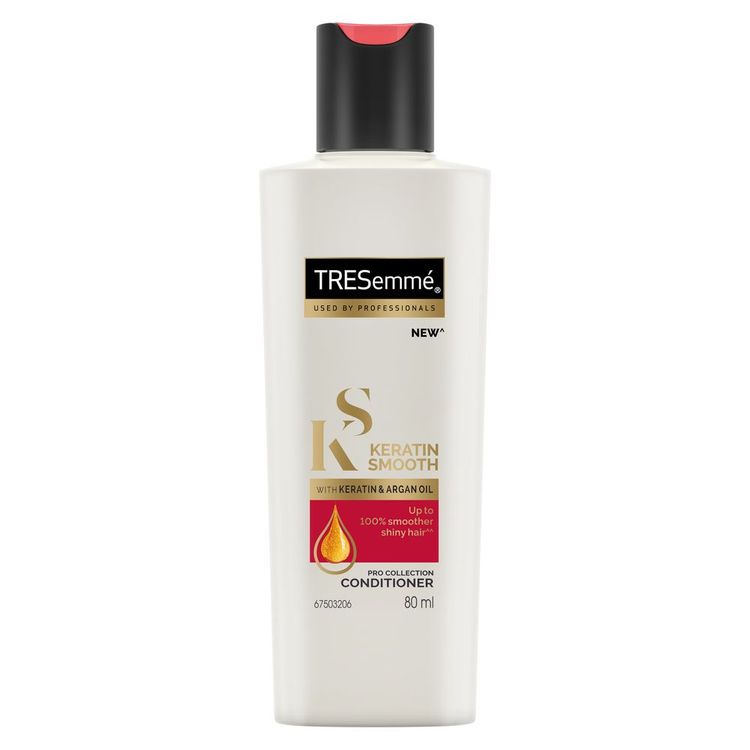 TRESemmé®
USED BY PROFESSIONALS
NEW^
KS
KERATIN
SMOOTH
WITH KERATIN & ARGAN OIL
Up to
100% smoother
shiny hair^^
PRO COLLECTION
CONDITIONER
67503206 80 ml